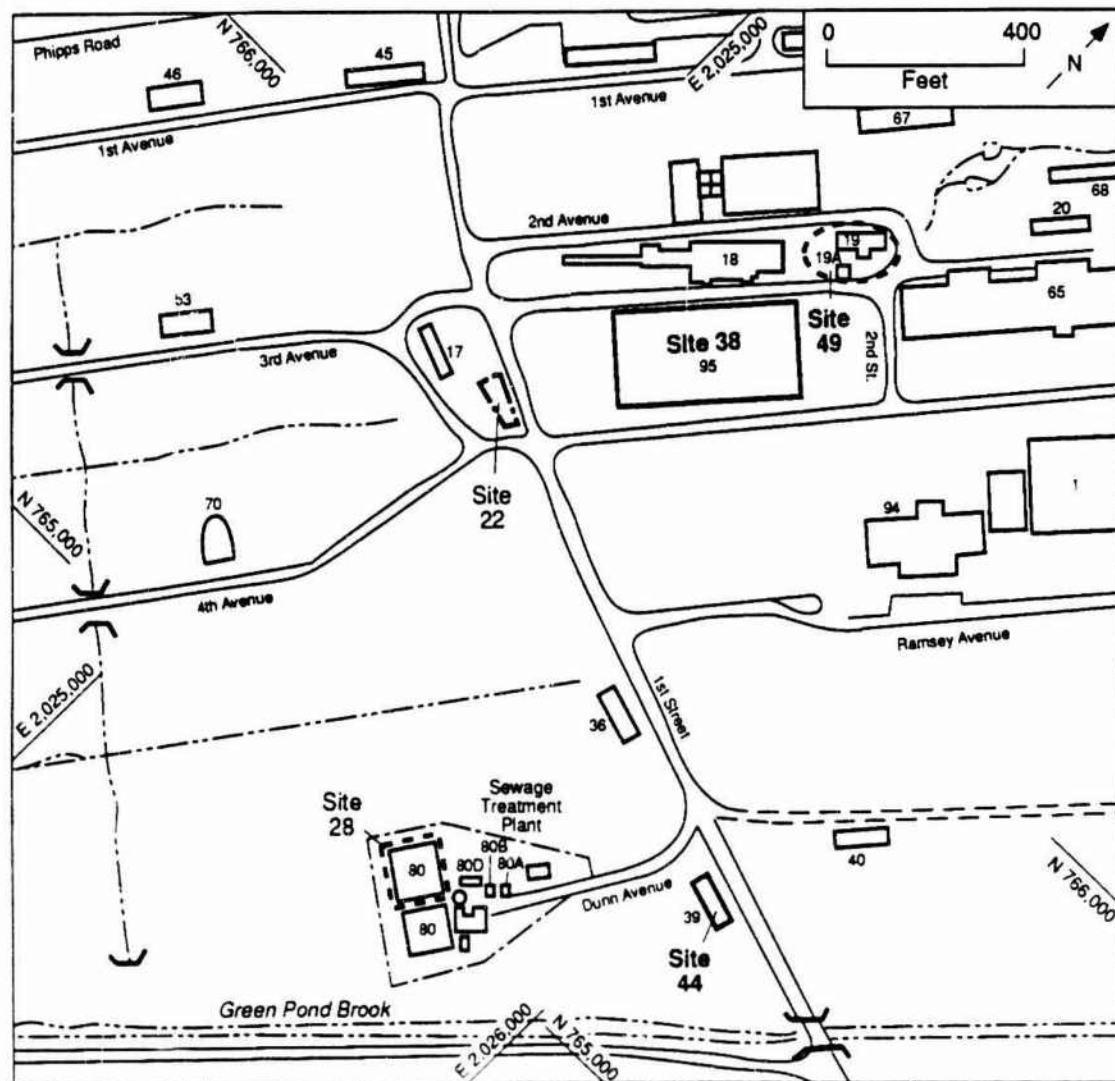 Phipps Road
N 766,000
45
E 2,025,000
0 400
Feet
N
46
1st Avenue
1st Avenue
67
68
2nd Avenue
20
19
18
19A
65
53
Site 38
95
Site
49
2nd St.
17
3rd Avenue
Site
22
N 765,000
70
94
1
4th Avenue
Ramsey Avenue
E 2,025,000
36
1st Street
Sewage
Treatment
Plant
Site
28
80
80D
80B
80A
40
N 766,000
Dunn Avenue
80
39
Site
44
Green Pond Brook
E 2,026,000
N 765,000